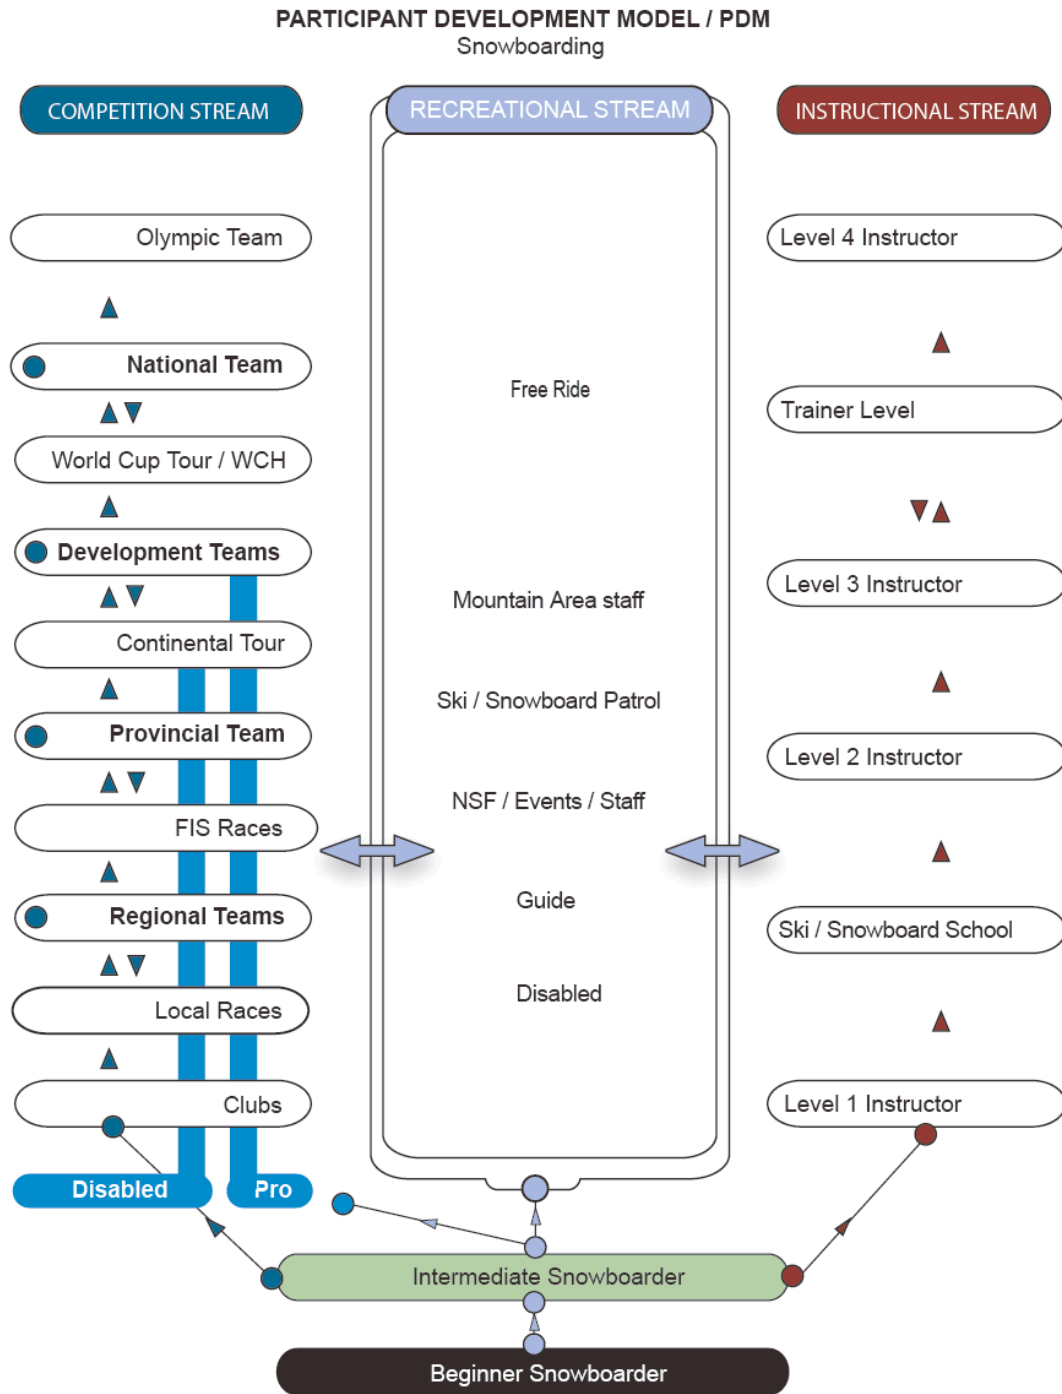 PARTICIPANT DEVELOPMENT MODEL / PDM
Snowboarding
COMPETITION STREAM
Olympic Team
National Team
World Cup Tour / WCH
Development Teams
Continental Tour
Provincial Team
FIS Races
Regional Teams
Local Races
Clubs
Disabled
Pro
RECREATIONAL STREAM
Free Ride
Mountain Area staff
Ski / Snowboard Patrol
NSF / Events / Staff
Guide
Disabled
INSTRUCTIONAL STREAM
Level 4 Instructor
Trainer Level
Level 3 Instructor
Level 2 Instructor
Ski / Snowboard School
Level 1 Instructor
Intermediate Snowboarder
Beginner Snowboarder